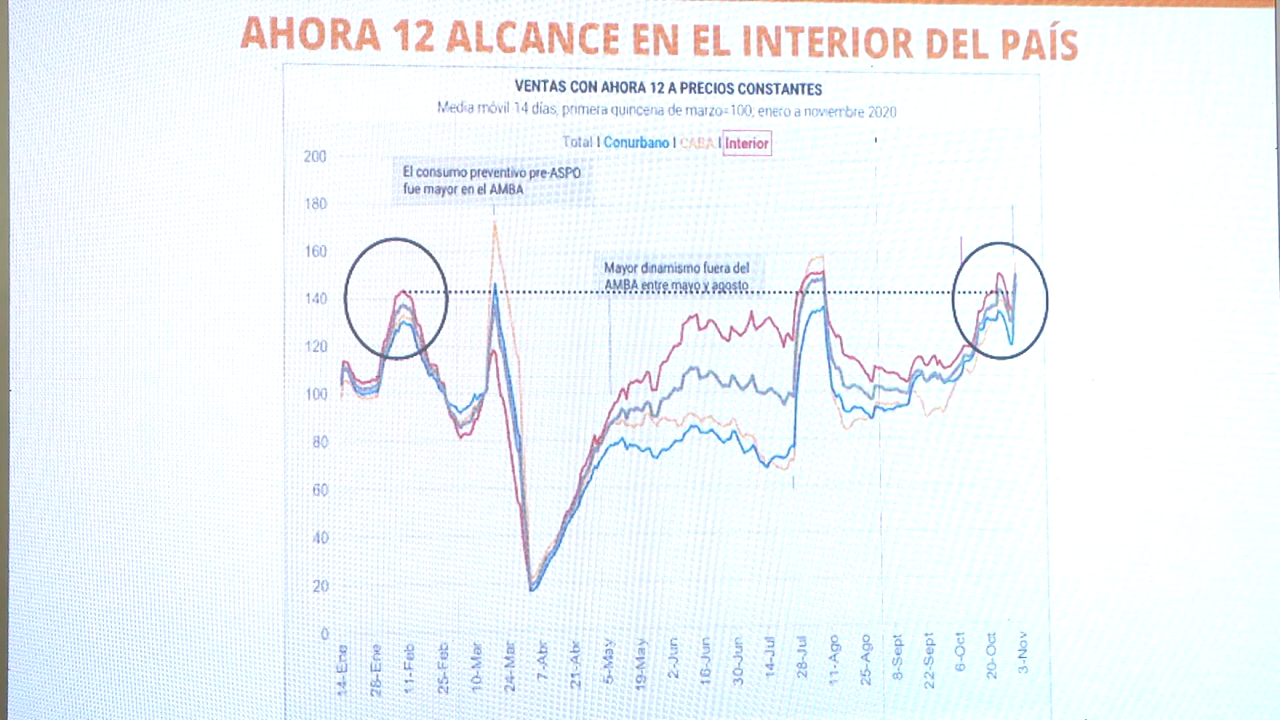 AHORA 12 ALCANCE EN EL INTERIOR DEL PAÍS
VENTAS CON AHORA 12 A PRECIOS CONSTANTES
Media móvil 14 días, primera quincena de marzo=100; enero a noviembre 2020
Total I Conurbano I CABA I Interior
El consumo preventivo pre-ASPO
fue mayor en el AMBA
Mayor dinamismo fuera del
AMBA entre mayo y agosto
200
180
160
140
120
100
80
60
40
20
0
14-Ene
28-Ene
11-Feb
25-Feb
10-Mar
24-Mar
7-Abr
21-Abr
5-May
19-May
2-Jun
16-Jun
30-Jun
14-Jul
28-Jul
11-Ago
25-Ago
8-Sept
22-Sept
6-Oct
20-Oct
3-Nov